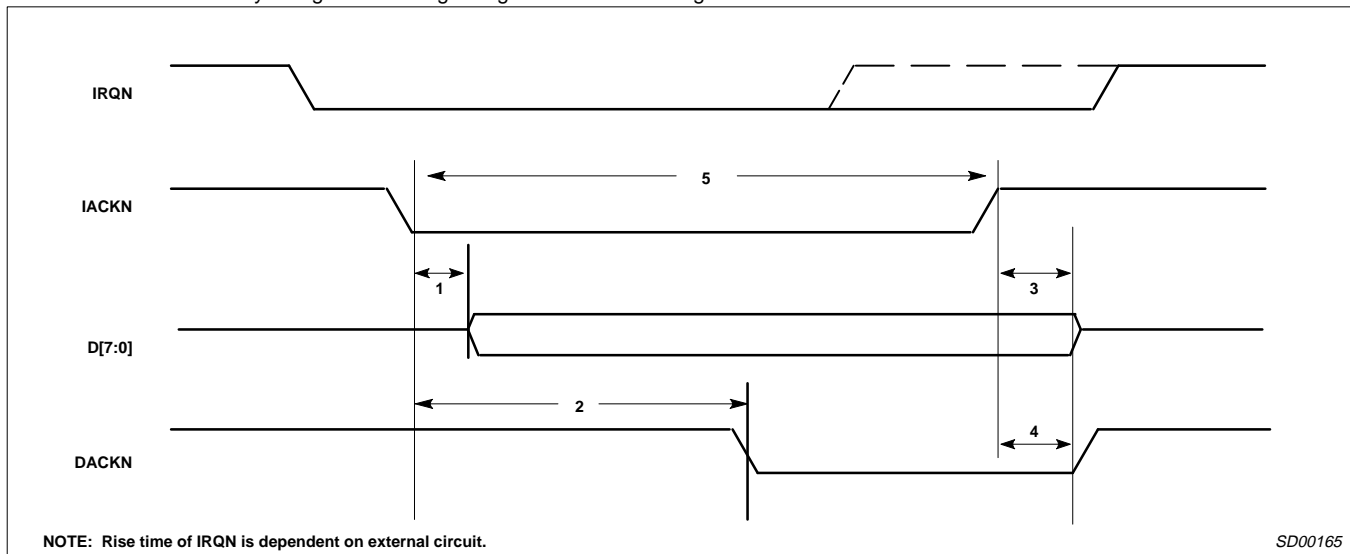 IRQN
5
IACKN
1
3
D[7:0]
2
4
DACKN
NOTE: Rise time of IRQN is dependent on external circuit.
SD00165